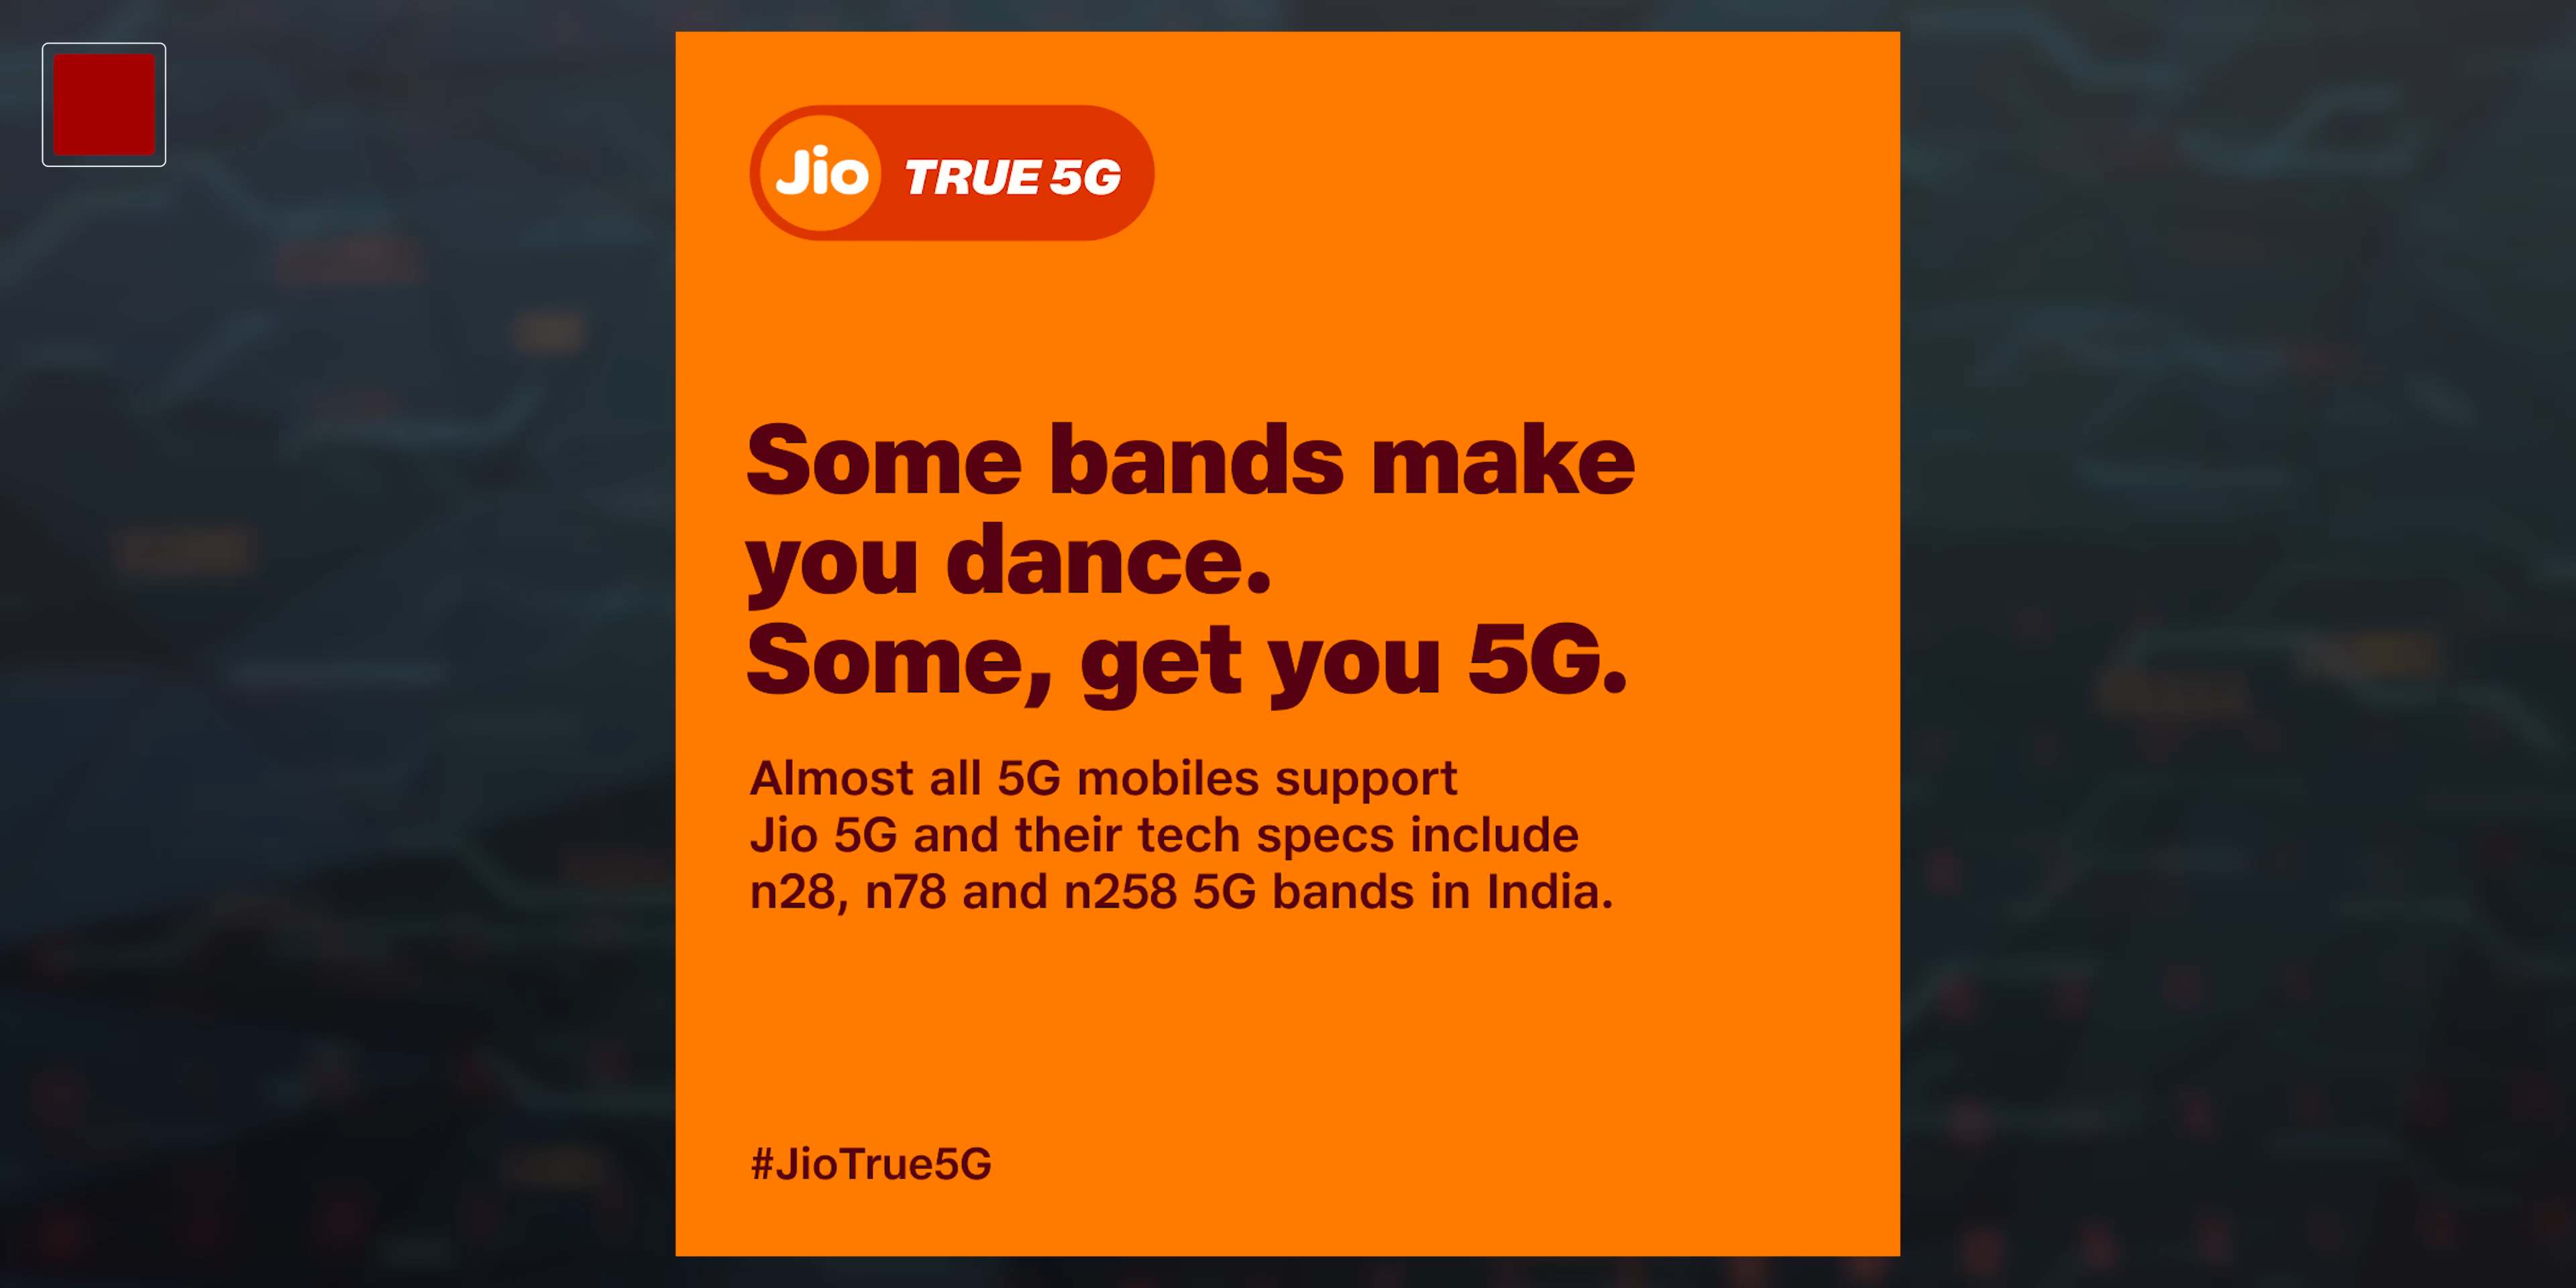 Jio TRUE 5G
Some bands make
you dance.
Some, get you 5G.
Almost all 5G mobiles support
Jio 5G and their tech specs include
n28, n78 and n258 5G bands in India.
#JioTrue5G